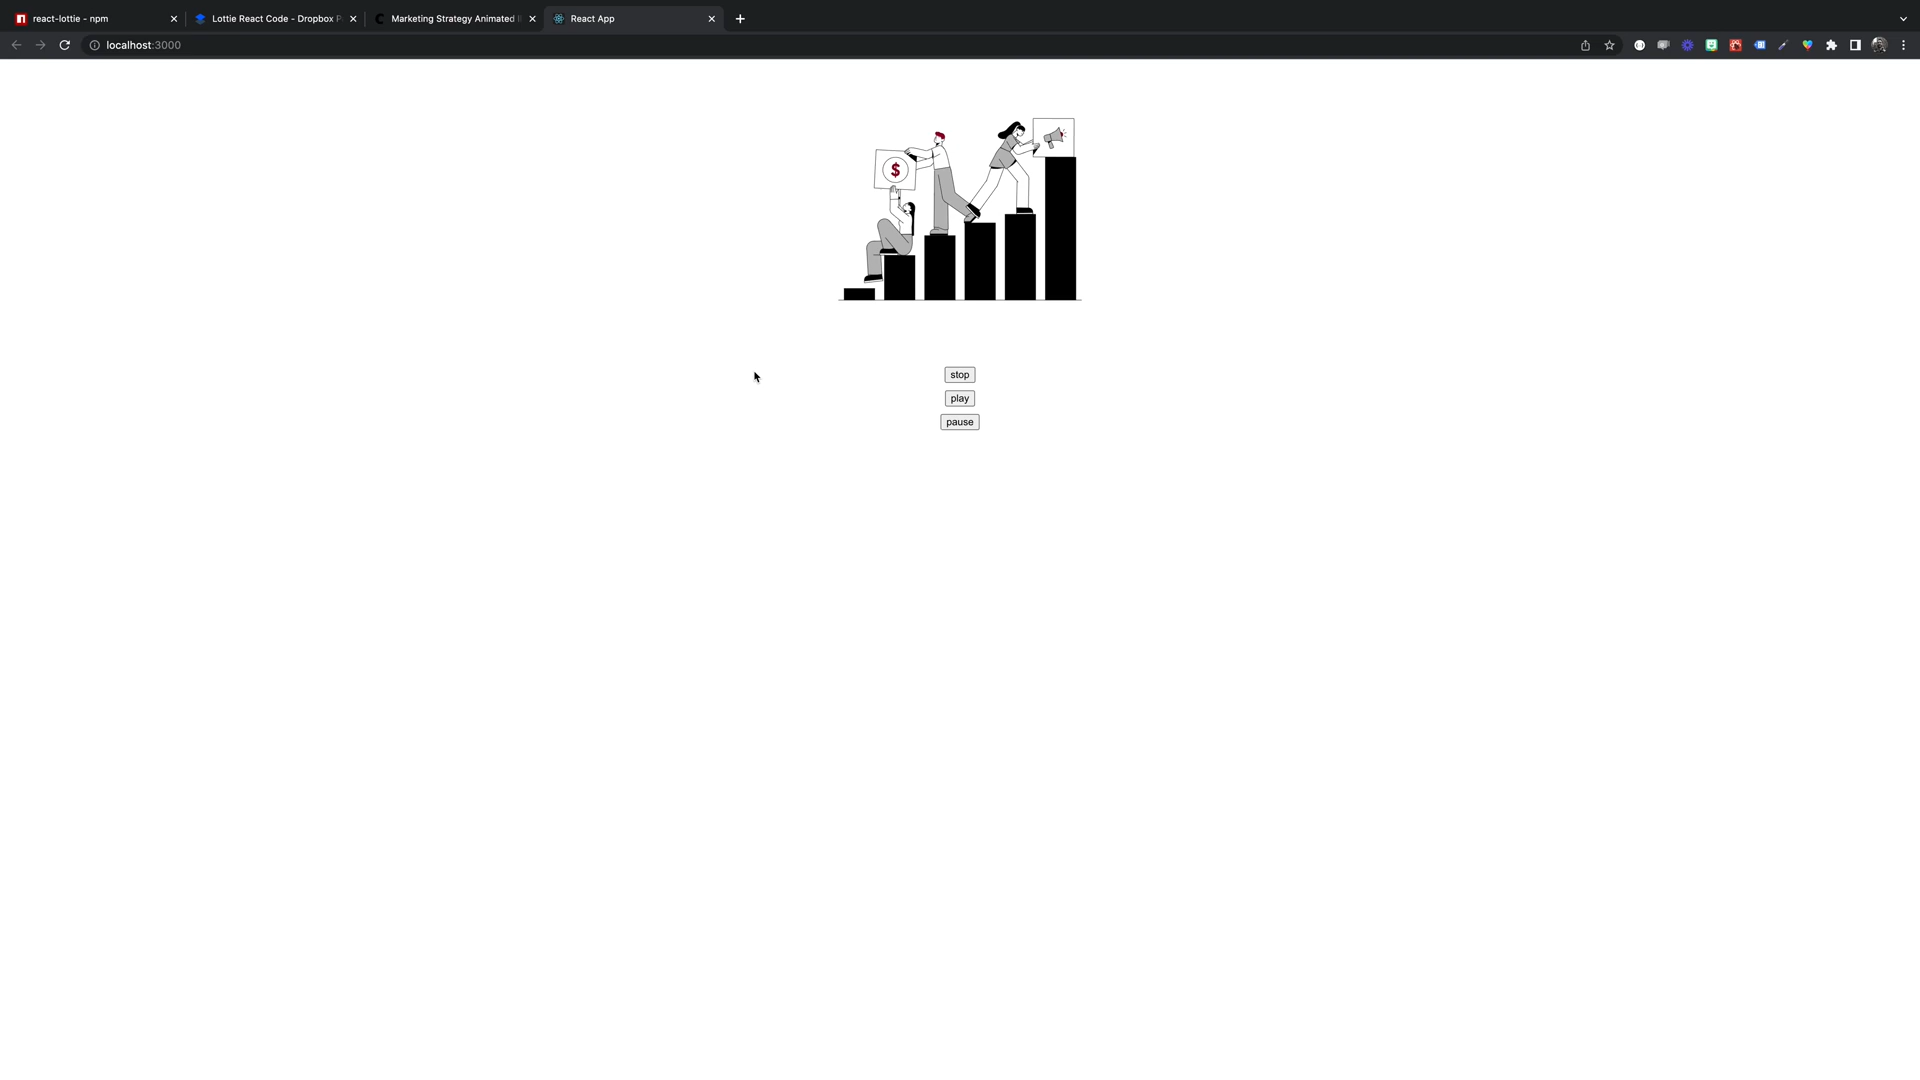 react-lottie - npm
Lottie React Code - Dropbox P
Marketing Strategy Animated I
React App
localhost:3000
$
stop
play
pause